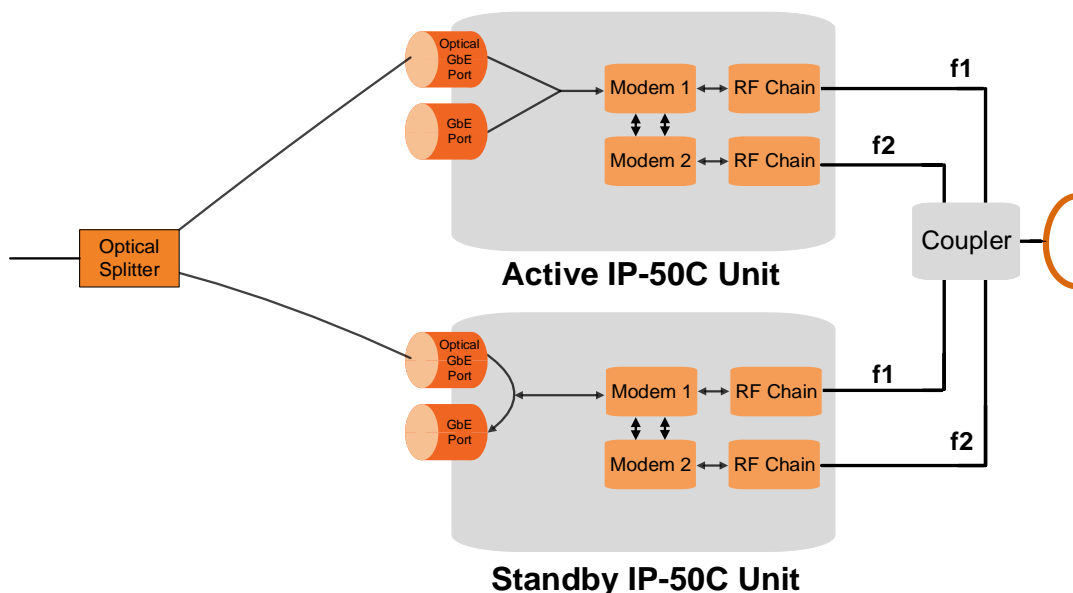 Optical
GbE
Port
GbE
Port
Modem 1
RF Chain
f1
Modem 2
RF Chain
f2
Optical
Splitter
Coupler
Active IP-50C Unit
Optical
GbE
Port
GbE
Port
Modem 1
RF Chain
f1
Modem 2
RF Chain
f2
Standby IP-50C Unit